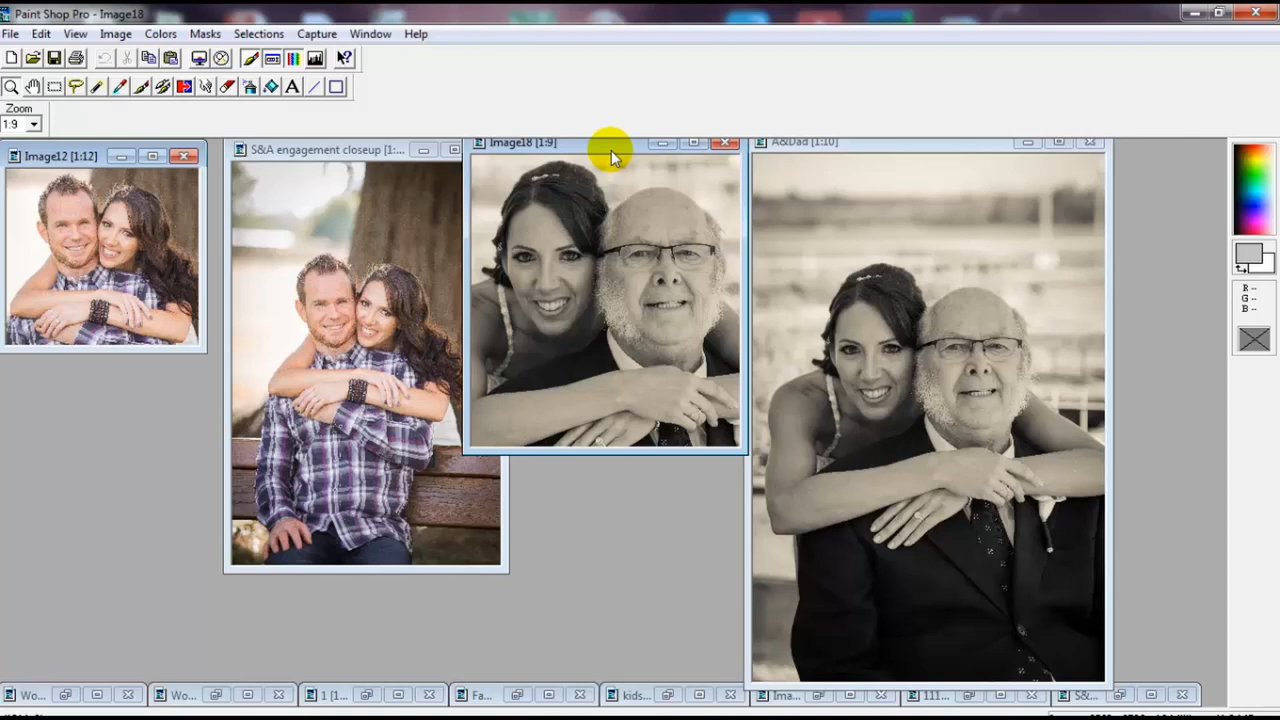 Paint Shop Pro - Image18
File Edit View Image Colors Masks Selections Capture Window Help
Zoom
1:9
Image12 [1:12]
S&A engagement closeup [1:...
Image18 [1:9]
A&Dad [1:10]
R --
G --
B --
Wo...
Wo...
1 [1...
Fa...
kids...
Ima...
111...
S&...